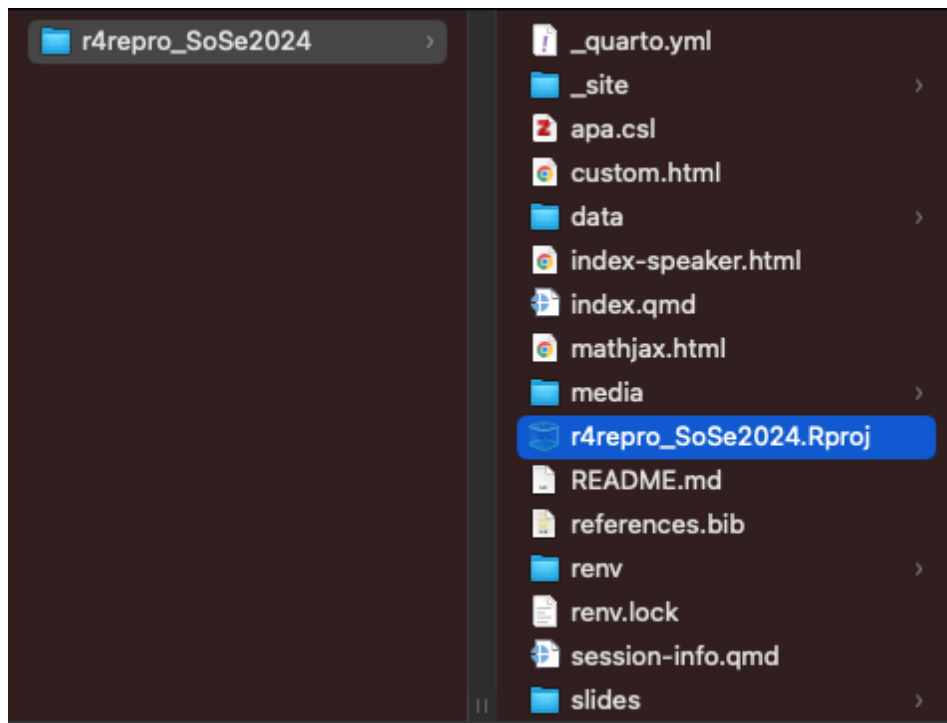 r4repro_SoSe2024
_quarto.yml
_site
apa.csl
custom.html
data
index-speaker.html
index.qmd
mathjax.html
media
r4repro_SoSe2024.Rproj
README.md
references.bib
renv
renv.lock
session-info.qmd
slides